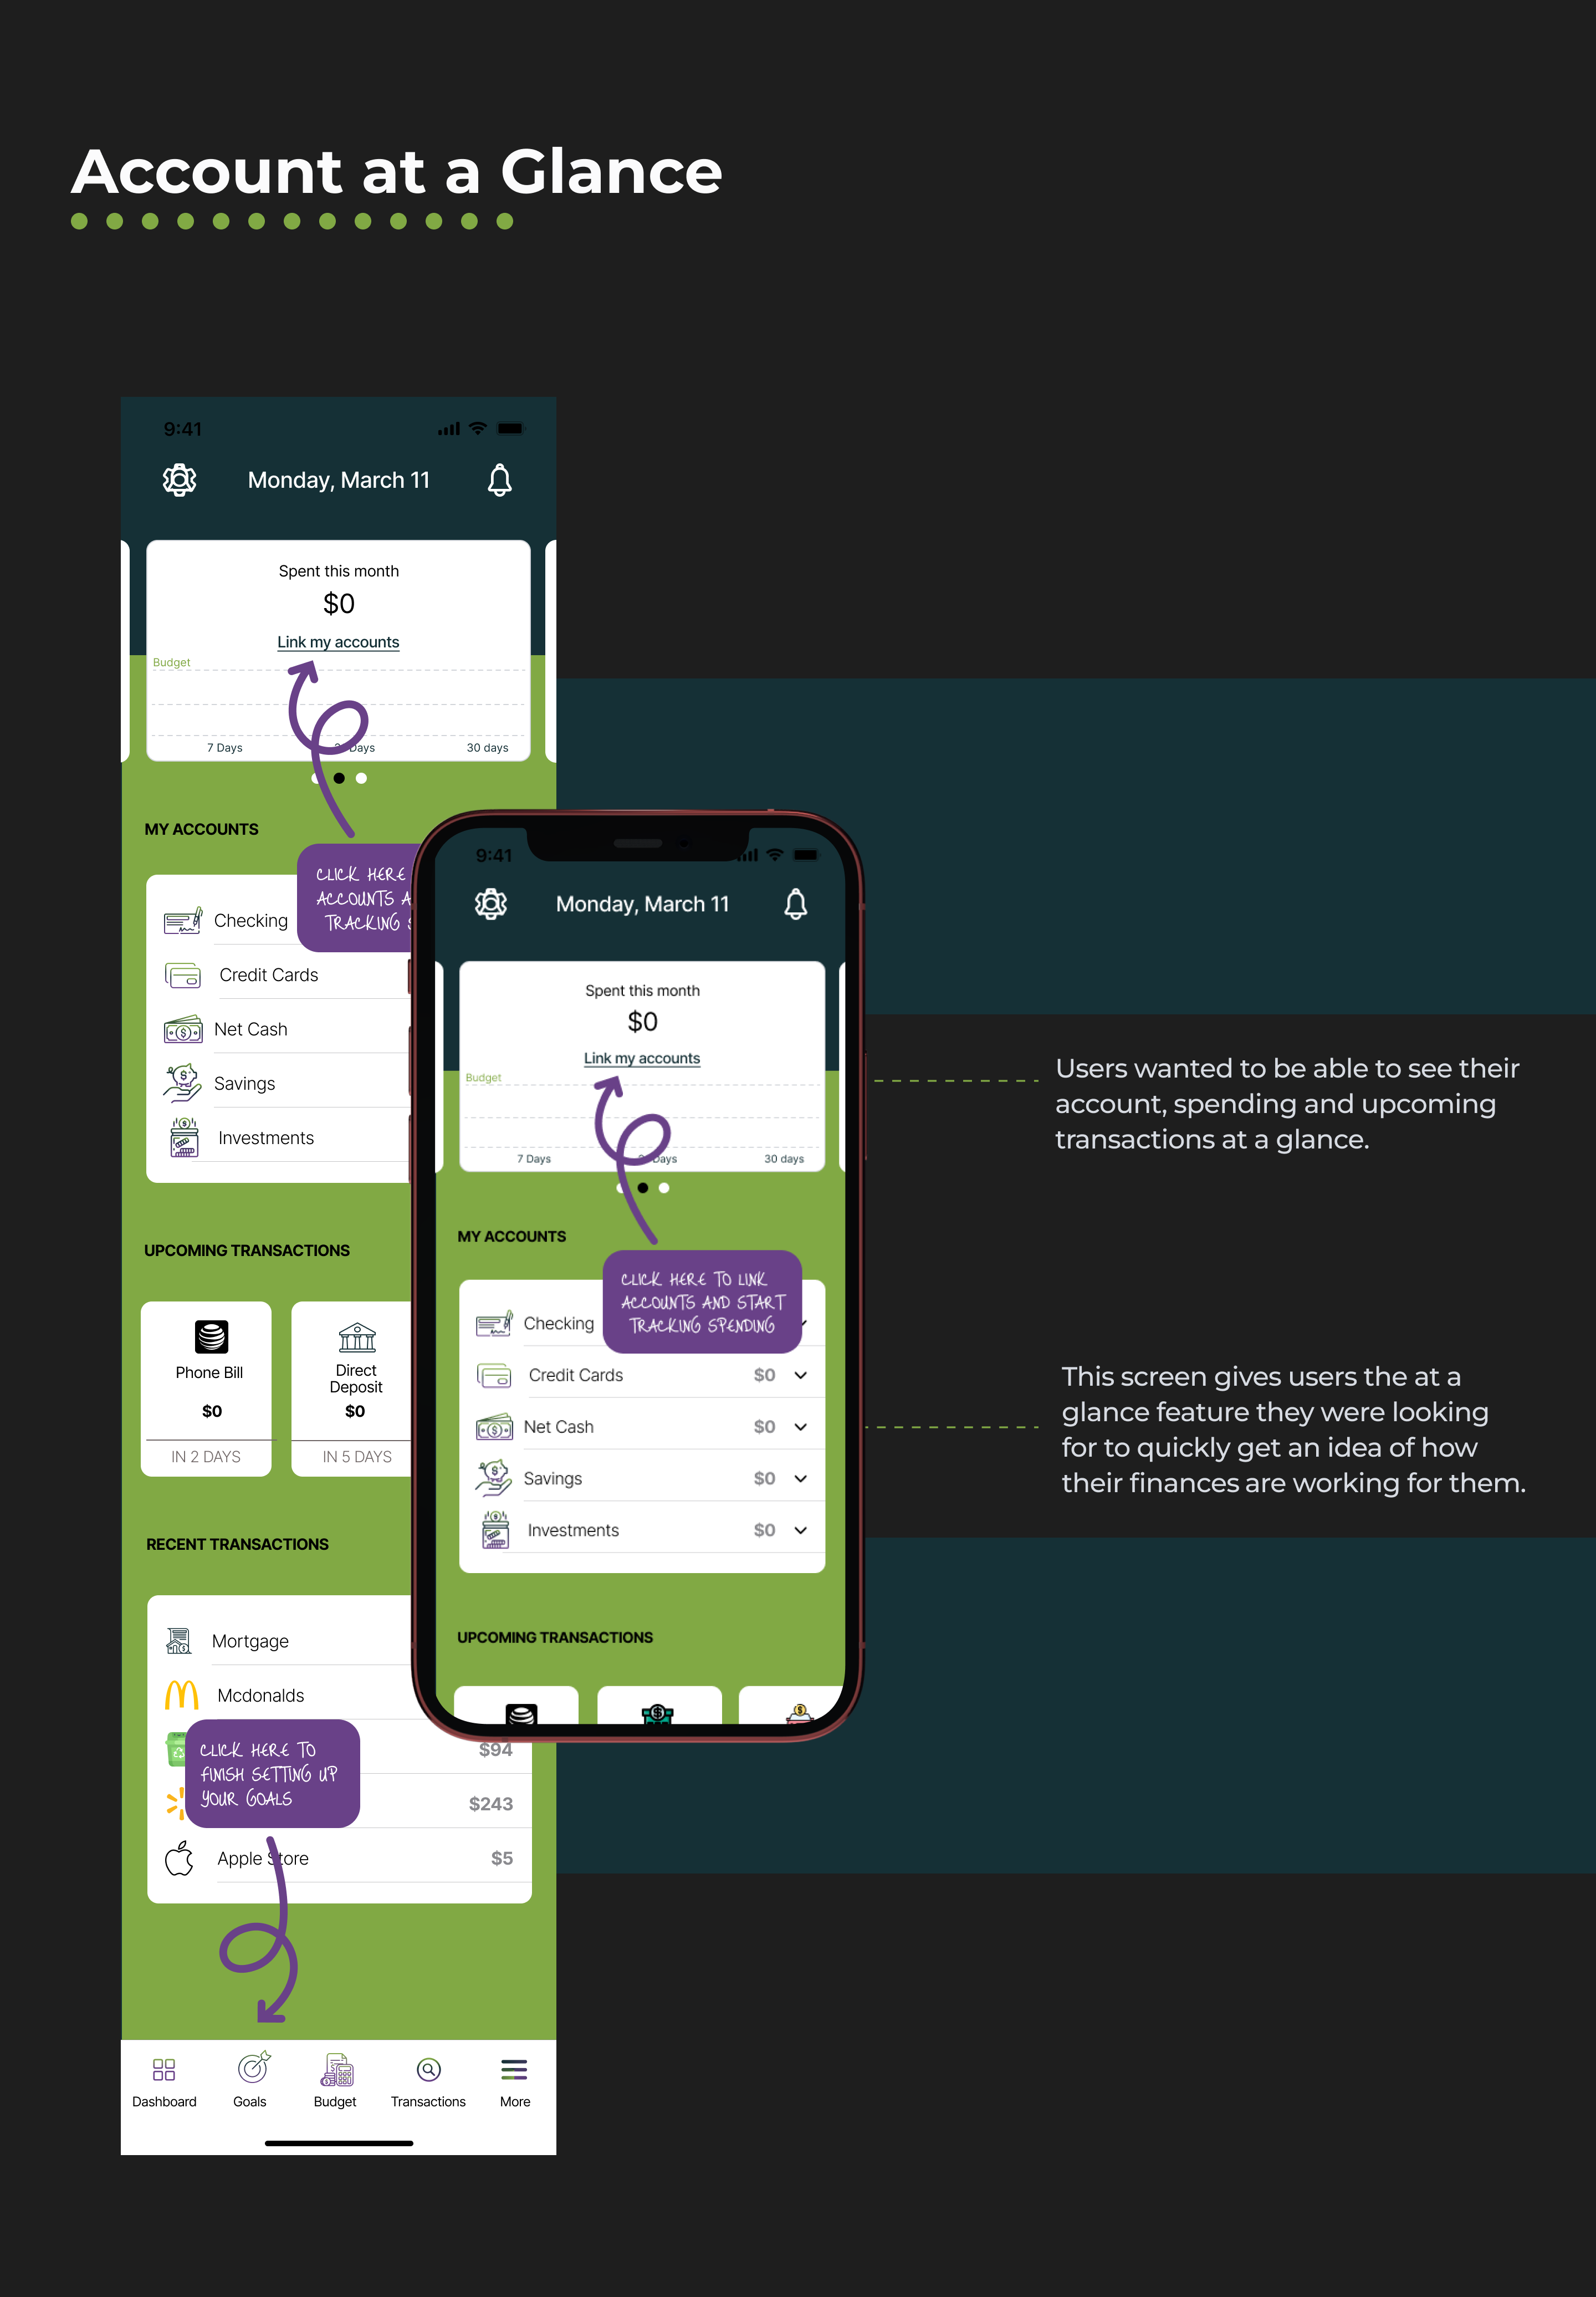 Account at a Glance
9:41
Monday, March 11
Spent this month
$0
Link my accounts
Budget
7 Days
Days
30 days
MY ACCOUNTS
CLICK HERE
ACCOUNTS
TRACKING
Checking
Credit Cards
Net Cash
Savings
Investments
UPCOMING TRANSACTIONS
Phone Bill
$0
IN 2 DAYS
Direct
Deposit
$0
IN 5 DAYS
RECENT TRANSACTIONS
Mortgage
Mcdonalds
$94
$243
CLICK HERE TO
FINISH SETTING UP
YOUR GOALS
Apple Store
$5
Dashboard
Goals
Budget
Transactions
More
9:41
Monday, March 11
Spent this month
$0
Link my accounts
Budget
7 Days
Days
30 days
MY ACCOUNTS
CLICK HERE TO LINK
ACCOUNTS AND START
TRACKING SPENDING
Checking
Credit Cards $0
Net Cash $0
Savings $0
Investments $0
UPCOMING TRANSACTIONS
Users wanted to be able to see their
account, spending and upcoming
transactions at a glance.
This screen gives users the at a
glance feature they were looking
for to quickly get an idea of how
their finances are working for them.